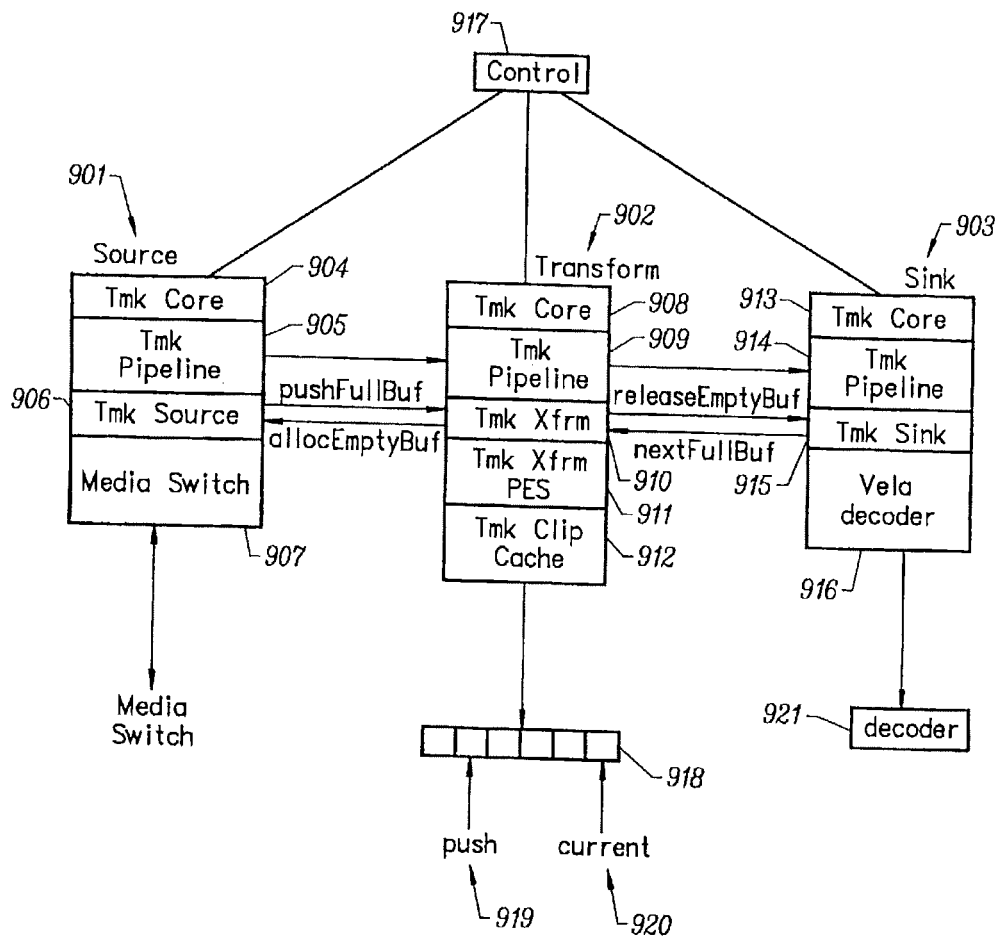 917
Control
901
902
903
Source
904
Transform
Sink
Tmk Core
905
Tmk Core
908
913
Tmk Core
Tmk
Pipeline
Tmk
Pipeline
909
914
Tmk
Pipeline
906
Tmk Source
pushFullBuf
allocEmptyBuf
Tmk Xfrm
releaseEmptyBuf
nextFullBuf
Tmk Sink
Media Switch
Tmk Xfrm
PES
910
915
Vela
decoder
907
911
Tmk Clip
Cache
912
916
Media
Switch
921
decoder
918
push
current
919
920